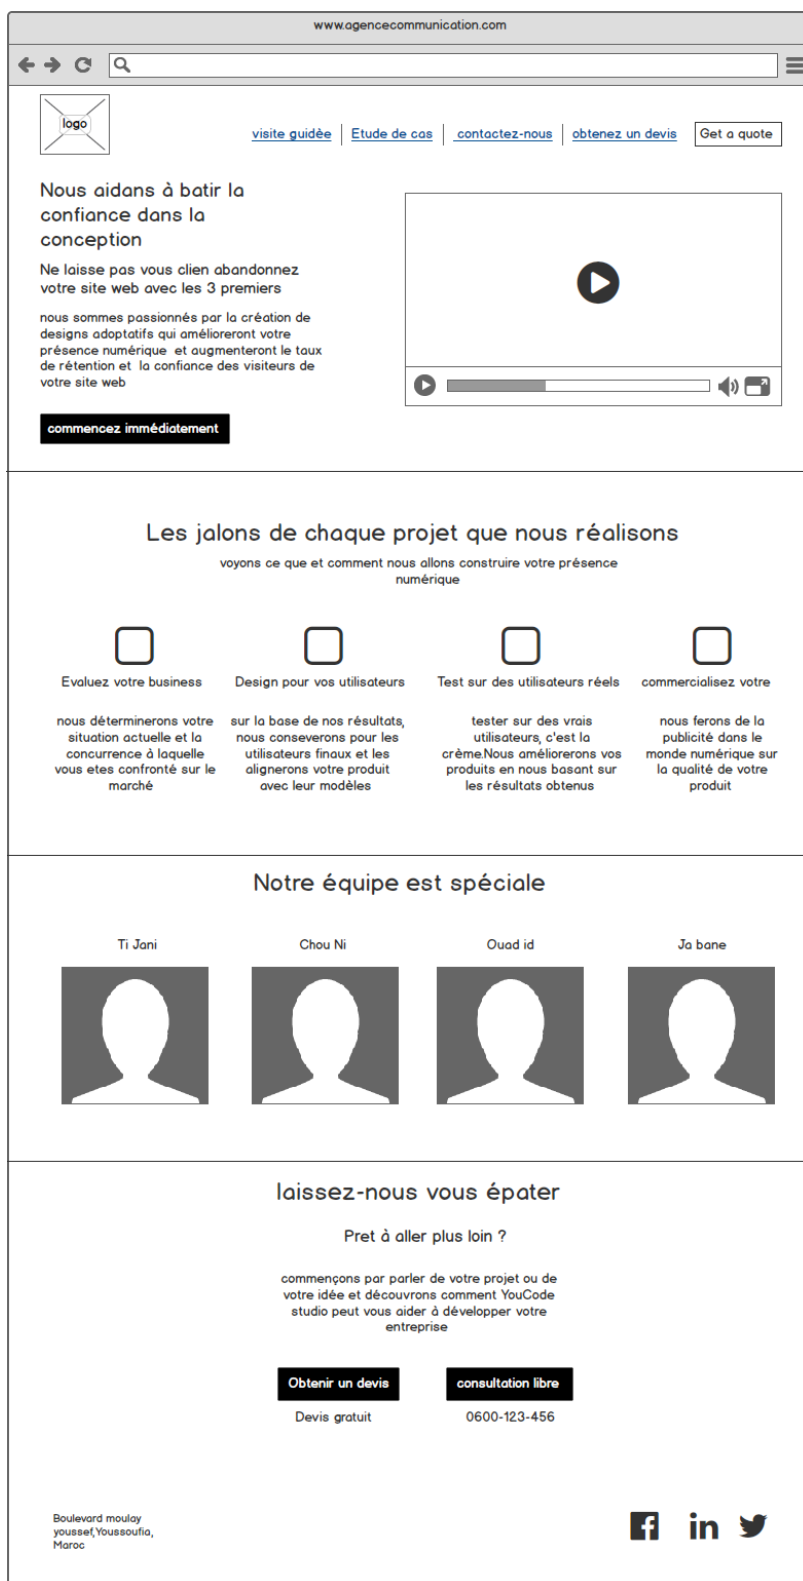 www.agencecommunication.com
logo
visite guidèe
Etude de cas
contactez-nous
obtenez un devis
Get a quote
Nous aidans à batir la
confiance dans la
conception
Ne laisse pas vous clien abandonnez
votre site web avec les 3 premiers
nous sommes passionnés par la création de
designs adoptatifs qui amélioreront votre
présence numérique et augmenteront le taux
de rétention et la confiance des visiteurs de
votre site web
commencez immédiatement
Les jalons de chaque projet que nous réalisons
voyons ce que et comment nous allons construire votre présence
numérique
Evaluez votre business
nous déterminerons votre
situation actuelle et la
concurrence à laquelle
vous etes confronté sur le
marché
Design pour vos utilisateurs
sur la base de nos résultats,
nous conseverons pour les
utilisateurs finaux et les
alignerons votre produit
avec leur modèles
Test sur des utilisateurs réels
tester sur des vrais
utilisateurs, c'est la
crème.Nous améliorerons vos
produits en nous basant sur
les résultats obtenus
commercialisez votre
nous ferons de la
publicité dans le
monde numérique sur
la qualité de votre
produit
Notre équipe est spéciale
Ti Jani
Chou Ni
Ouad id
Ja bane
laissez-nous vous épater
Pret à aller plus loin ?
commençons par parler de votre projet ou de
votre idée et découvrons comment YouCode
studio peut vous aider à développer votre
entreprise
Obtenir un devis
Devis gratuit
consultation libre
0600-123-456
Boulevard moulay
youssef,Youssoufia,
Maroc